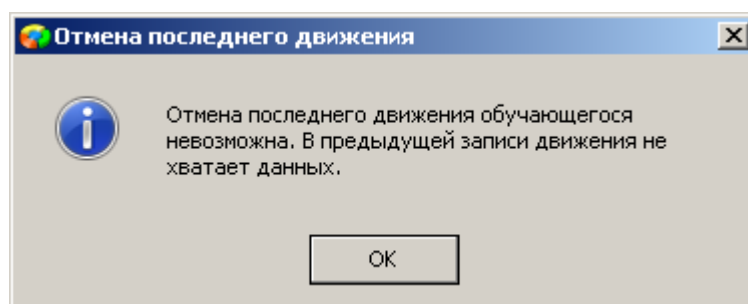 Отмена последнего движения
Отмена последнего движения обучающегося
невозможна. В предыдущей записи движения не
хватает данных.
OK